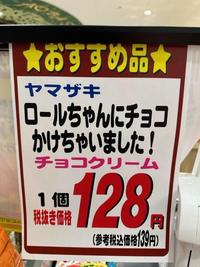 ★おすすめ品★
ヤマザキ
ロールちゃんにチョコ
かけちゃいました！
チョコクリーム
1個
税抜き価格
128円
(参考税込価格139円)